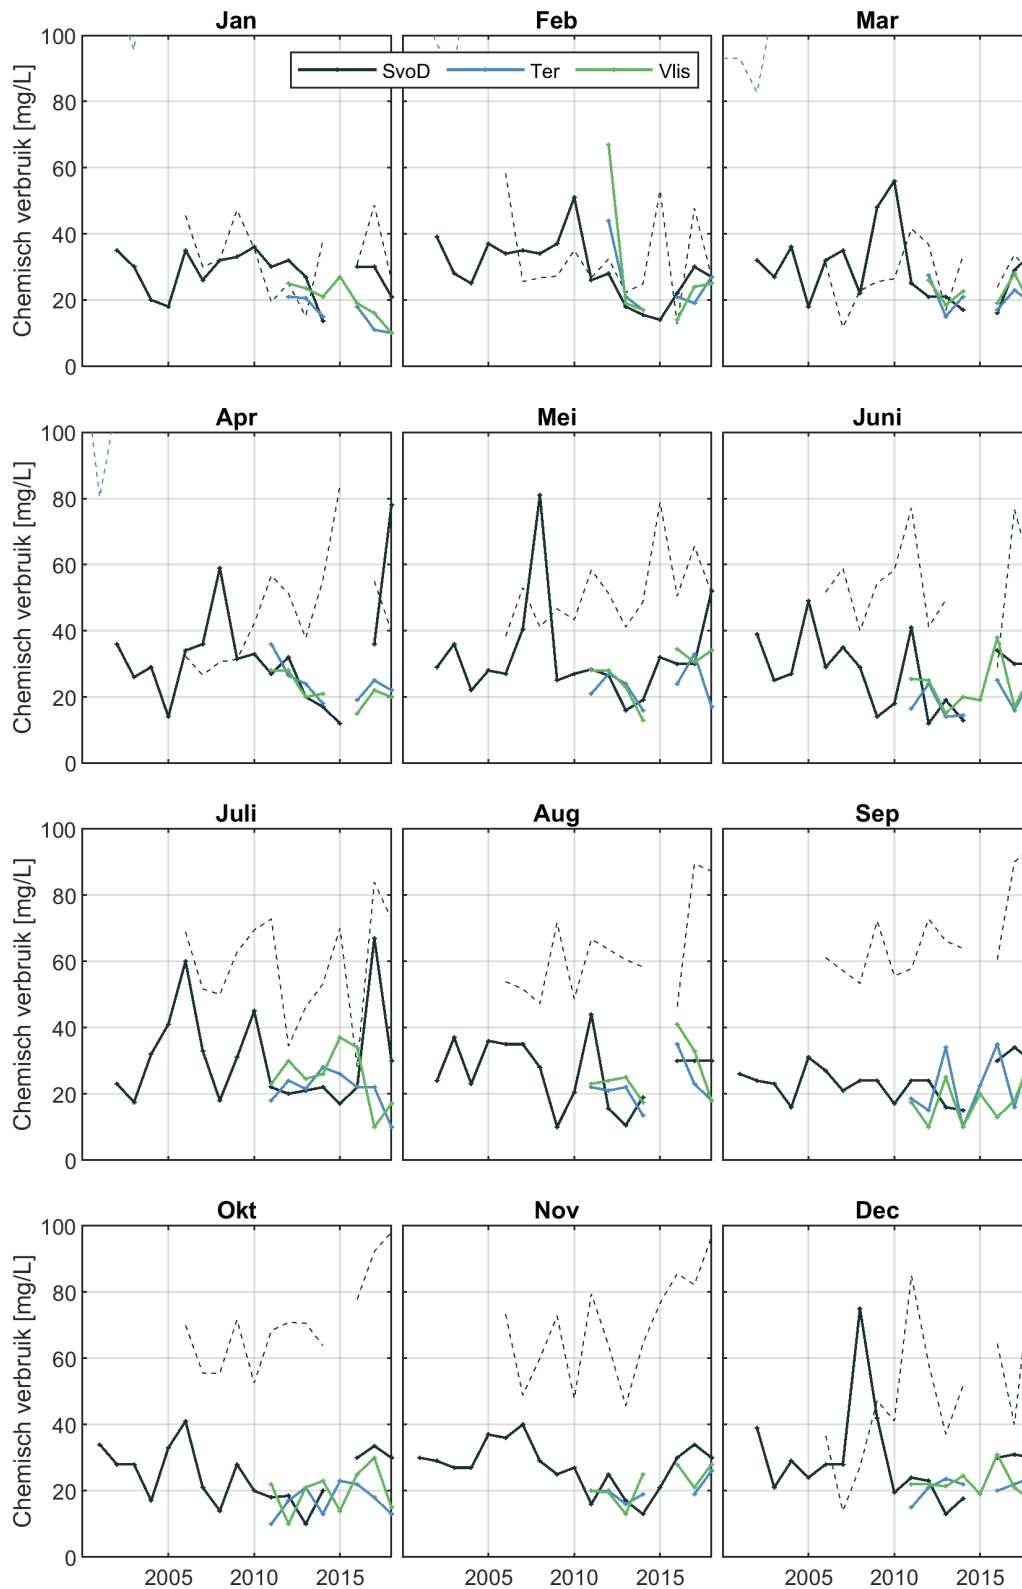 Jan
Feb
Mar
Chemisch verbruik [mg/L]
100
80
60
40
20
0
SvoD
Ter
Vlis
Apr
Mei
Juni
Chemisch verbruik [mg/L]
100
80
60
40
20
0
Juli
Aug
Sep
Chemisch verbruik [mg/L]
100
80
60
40
20
0
Okt
Nov
Dec
Chemisch verbruik [mg/L]
100
80
60
40
20
0
2005 2010 2015
2005 2010 2015
2005 2010 2015